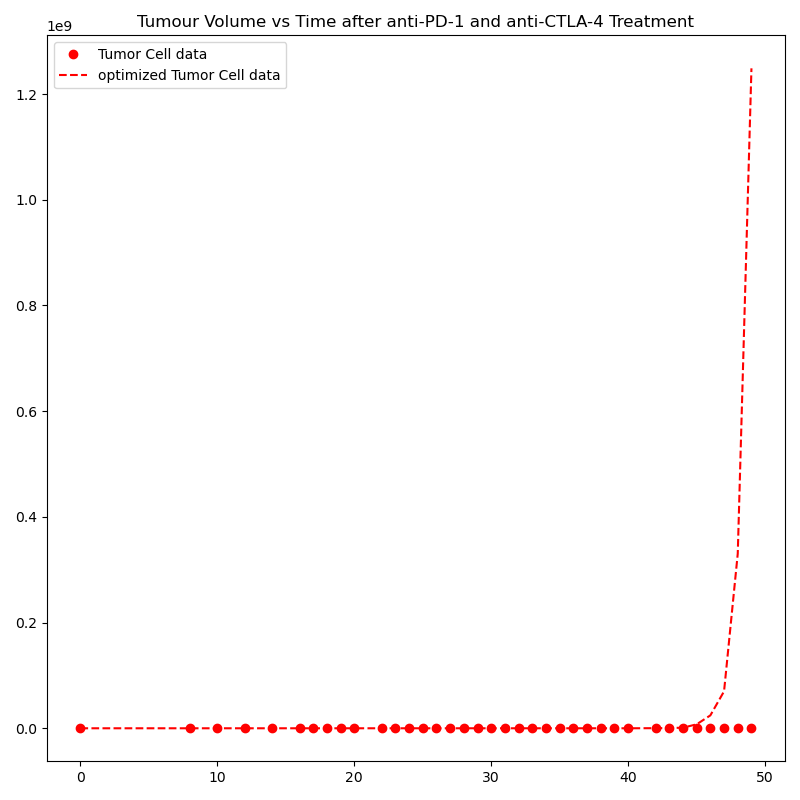 Tumour Volume vs Time after anti-PD-1 and anti-CTLA-4 Treatment
1e9
Tumor Cell data
optimized Tumor Cell data
1.2
1.0
0.8
0.6
0.4
0.2
0.0
0 10 20 30 40 50